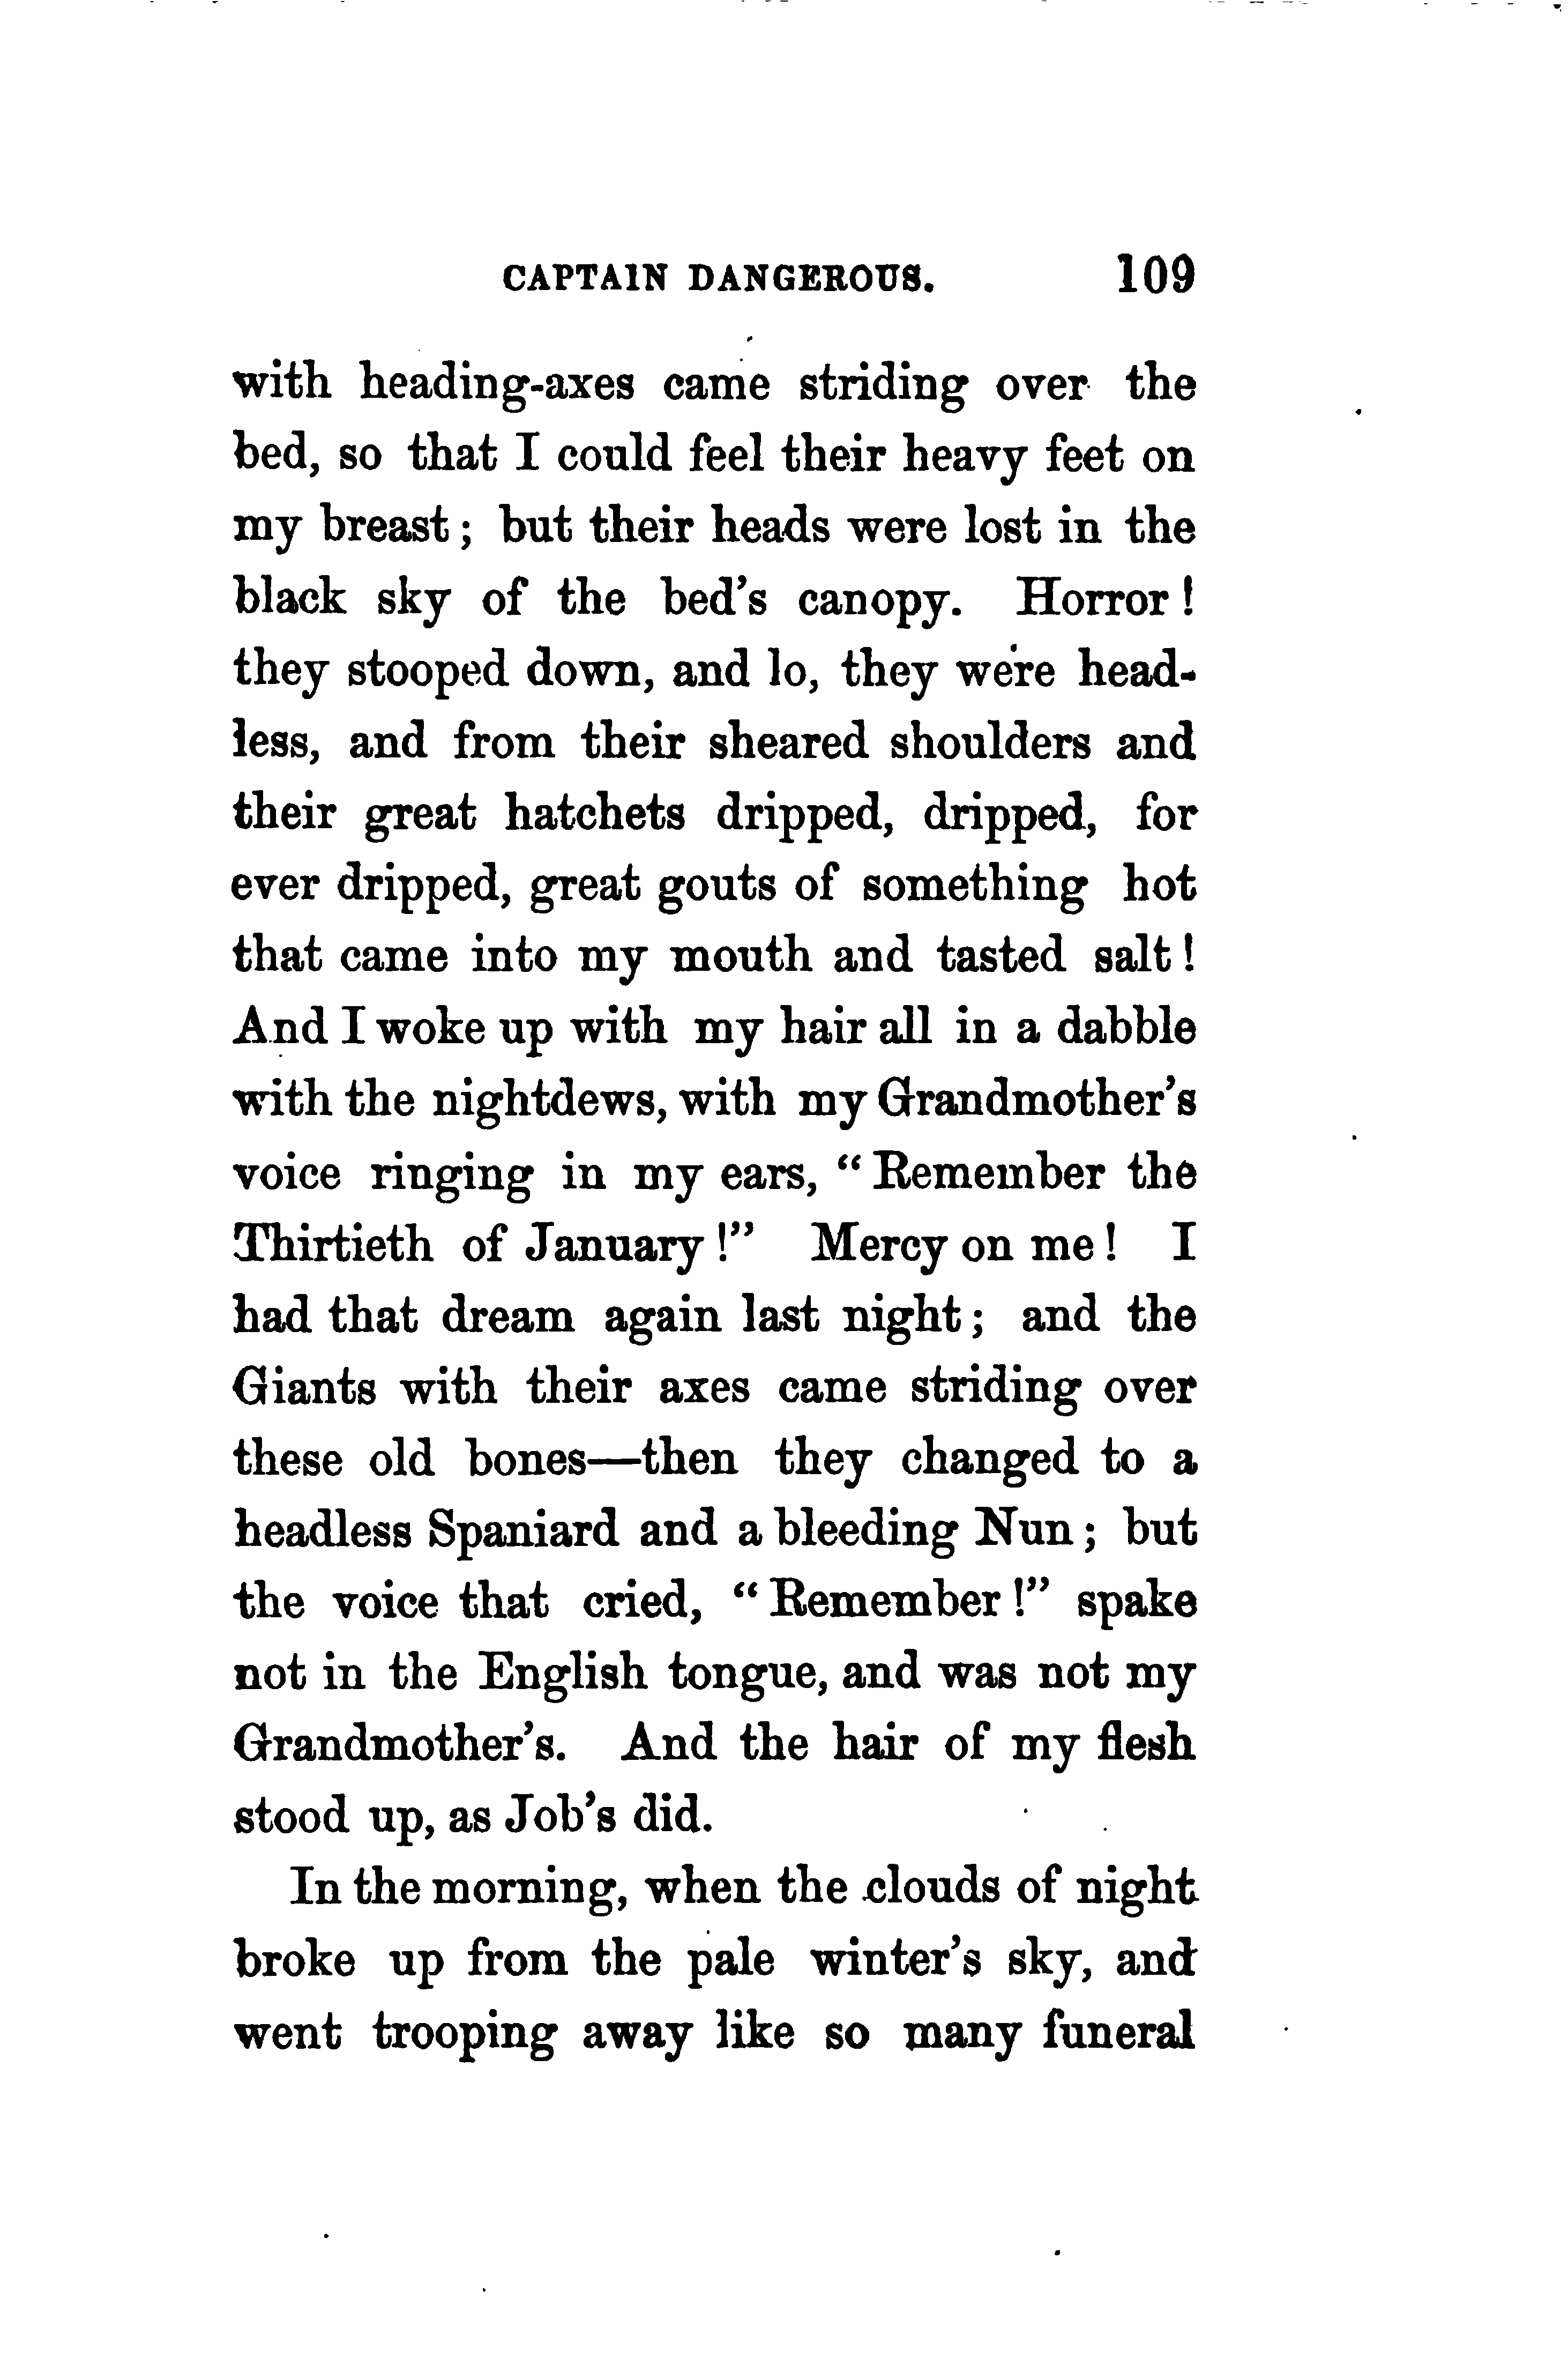 CAPTAIN DANGEROUS. 109
with heading-axes came striding over the
bed, so that I could feel their heavy feet on
my breast; but their heads were lost in the
black sky of the bed's canopy. Horror!
they stooped down, and lo, they were head-
less, and from their sheared shoulders and
their great hatchets dripped, dripped, for
ever dripped, great gouts of something hot
that came into my mouth and tasted salt!
And I woke up with my hair all in a dabble
with the nightdews, with my Grandmother's
voice ringing in my ears, "Remember the
Thirtieth of January!" Mercy on me! I
had that dream again last night; and the
Giants with their axes came striding over
these old bones—then they changed to a
headless Spaniard and a bleeding Nun; but
the voice that cried, "Remember!" spake
not in the English tongue, and was not my
Grandmother's. And the hair of my flesh
stood up, as Job's did.
In the morning, when the clouds of night
broke up from the pale winter's sky, and
went trooping away like so many funeral